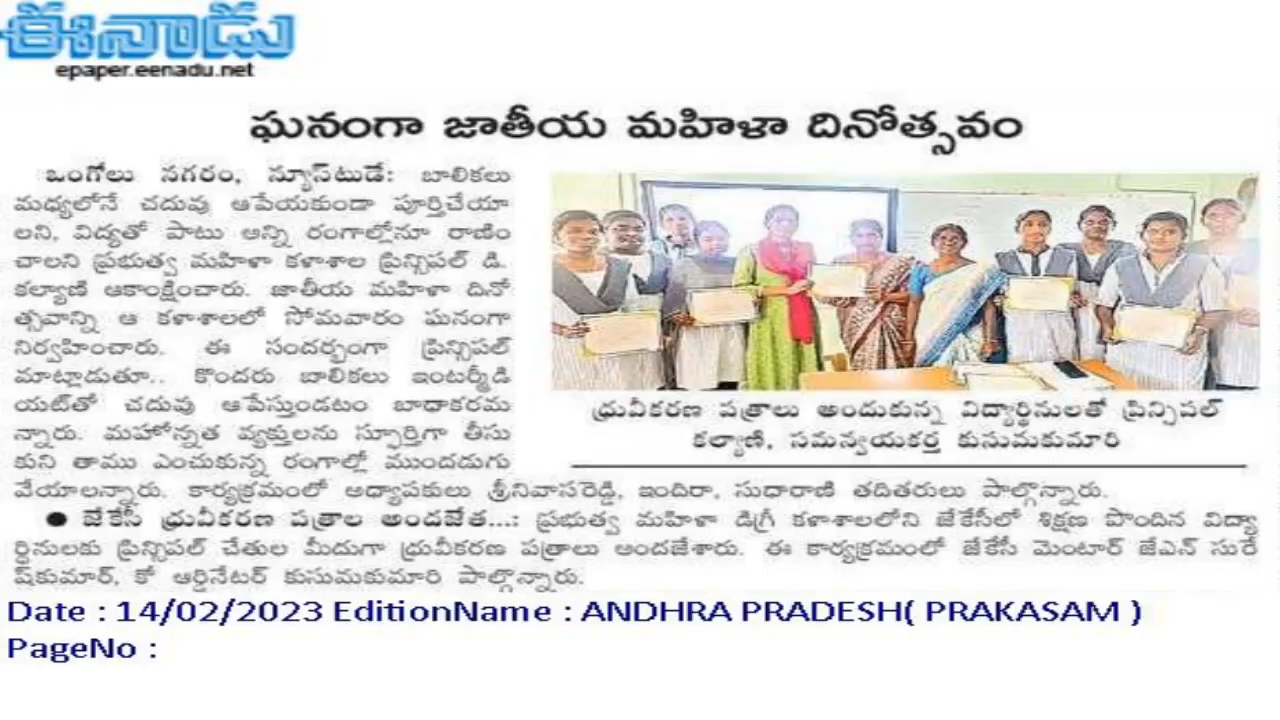 ఈనాడు
epaper.eenadu.net
ఘనంగా జాతీయ మహిళా దినోత్సవం
ఒంగోలు నగరం, న్యూస్‌టుడే: బాలికలు
మధ్యలోనే చదువు ఆపేయకుండా పూర్తిచేయా
లని, విద్యతో పాటు అన్ని రంగాల్లోనూ రాణిం
చాలని ప్రభుత్వ మహిళా కళాశాల ప్రిన్సిపల్ డి.
కల్యాణి ఆకాంక్షించారు. జాతీయ మహిళా దినో
త్సవాన్ని ఆ కళాశాలలో సోమవారం ఘనంగా
నిర్వహించారు. ఈ సందర్భంగా ప్రిన్సిపల్
మాట్లాడుతూ.. కొందరు బాలికలు ఇంటర్మీడి
యట్‌తో చదువు ఆపేస్తుండటం బాధాకరమ
న్నారు. మహోన్నత వ్యక్తులను స్ఫూర్తిగా తీసు
కుని తాము ఎంచుకున్న రంగాల్లో ముందడుగు
వేయాలన్నారు. కార్యక్రమంలో అధ్యాపకులు శ్రీనివాసరెడ్డి, ఇందిరా, సుధారాణి తదితరులు పాల్గొన్నారు.
● జేకేసీ ధ్రువీకరణ పత్రాల అందజేత...: ప్రభుత్వ మహిళా డిగ్రీ కళాశాలలోని జేకేసీలో శిక్షణ పొందిన విద్యా
ర్థినులకు ప్రిన్సిపల్ చేతుల మీదుగా ధ్రువీకరణ పత్రాలు అందజేశారు. ఈ కార్యక్రమంలో జేకేసీ మెంటార్ జేఎన్ సురే
ష్‌కుమార్, కో ఆర్డినేటర్ కుసుమకుమారి పాల్గొన్నారు.
ధ్రువీకరణ పత్రాలు అందుకున్న విద్యార్థినులతో ప్రిన్సిపల్
కల్యాణి, సమన్వయకర్త కుసుమకుమారి
Date : 14/02/2023 EditionName : ANDHRA PRADESH( PRAKASAM )
PageNo :